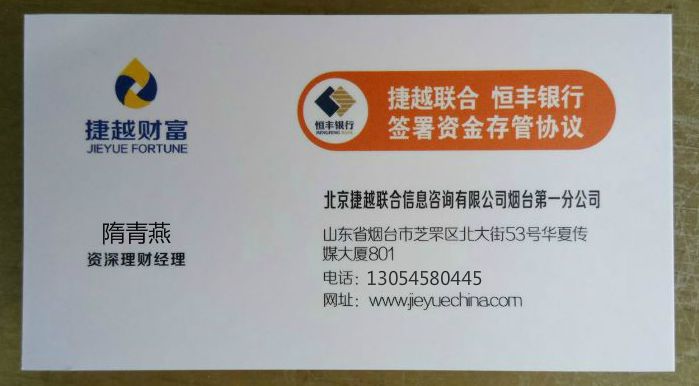 捷越财富
JIEYUE FORTUNE
隋青燕
资深理财经理
恒丰银行
HENGFENG BANK
捷越联合 恒丰银行
签署资金存管协议
北京捷越联合信息咨询有限公司烟台第一分公司
山东省烟台市芝罘区北大街53号华夏传
媒大厦801
电话：13054580445
网址：www.jieyuechina.com